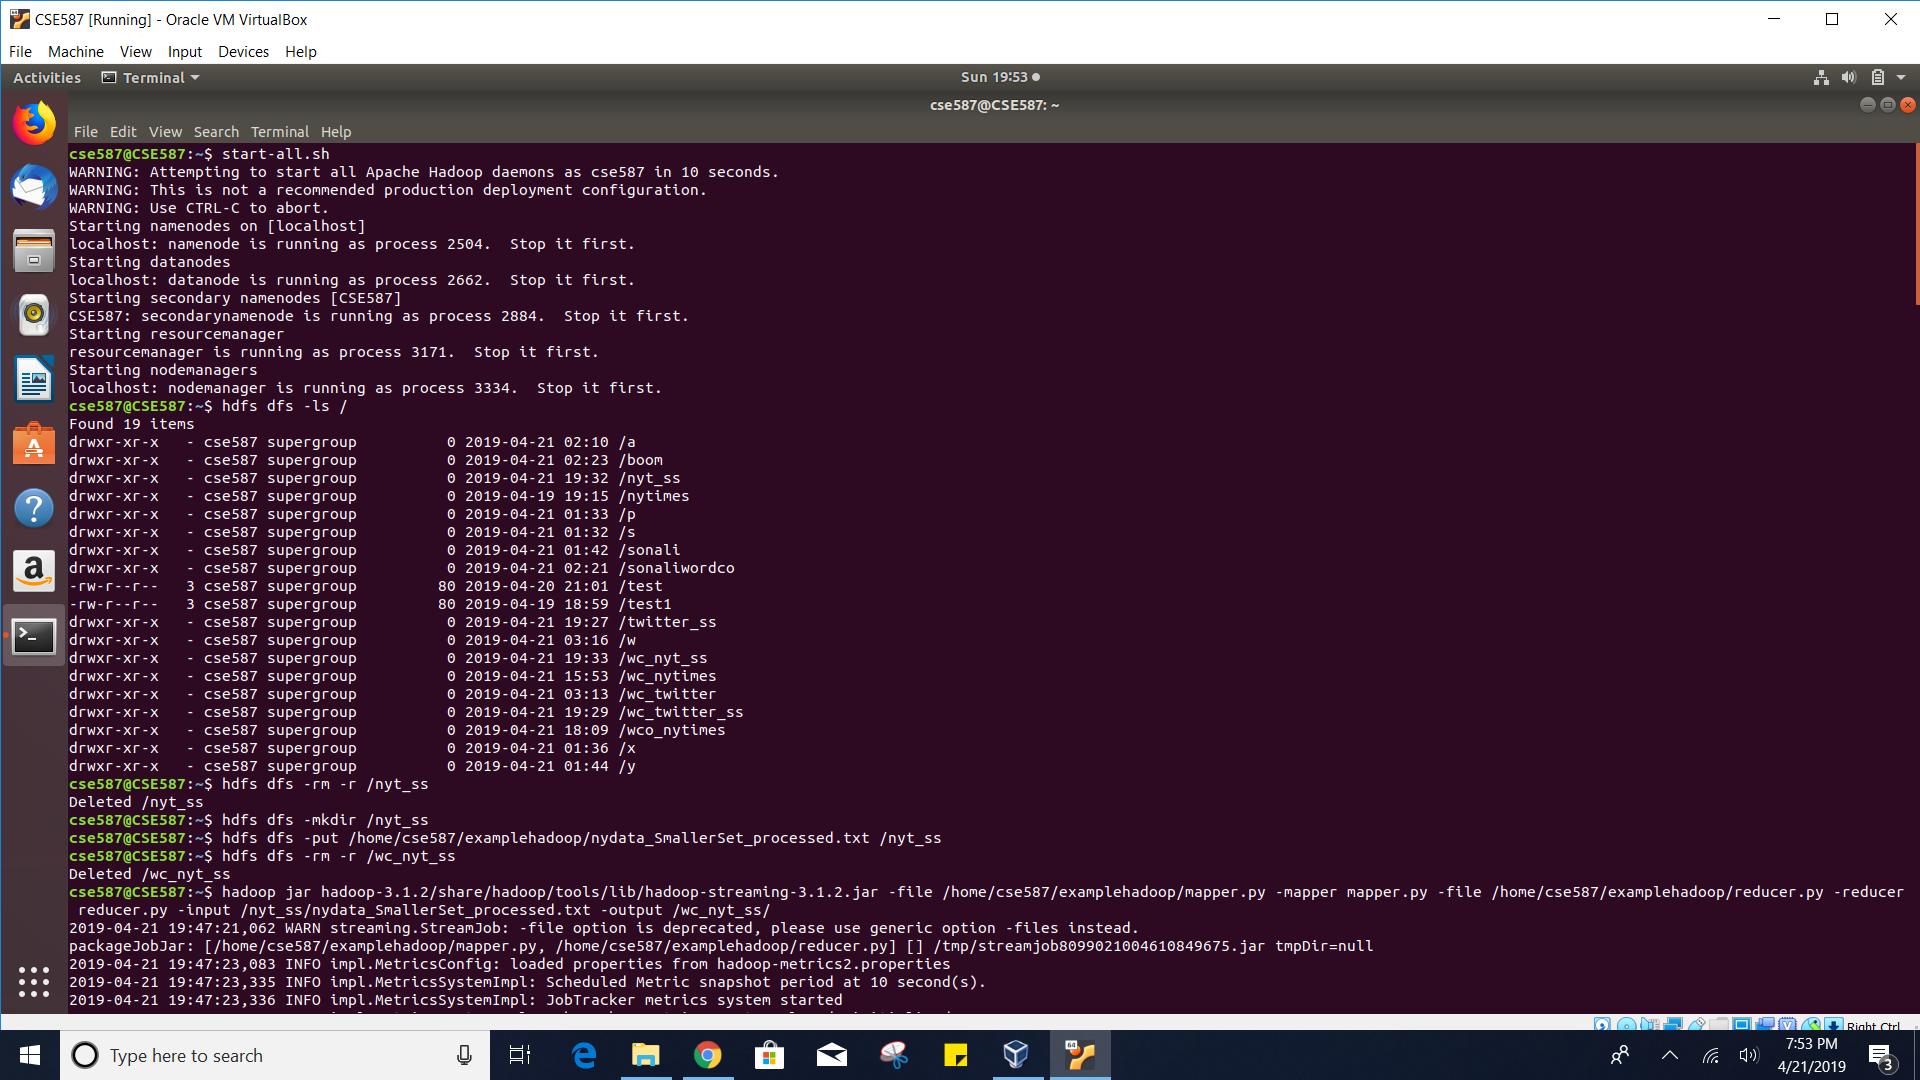 CSE587 [Running] - Oracle VM VirtualBox
File Machine View Input Devices Help
Activities Terminal Sun 19:53
cse587@CSE587: ~
File Edit View Search Terminal Help
cse587@CSE587:~$ start-all.sh
WARNING: Attempting to start all Apache Hadoop daemons as cse587 in 10 seconds.
WARNING: This is not a recommended production deployment configuration.
WARNING: Use CTRL-C to abort.
Starting namenodes on [localhost]
localhost: namenode is running as process 2504.  Stop it first.
Starting datanodes
localhost: datanode is running as process 2662.  Stop it first.
Starting secondary namenodes [CSE587]
CSE587: secondarynamenode is running as process 2884.  Stop it first.
Starting resourcemanager
resourcemanager is running as process 3171.  Stop it first.
Starting nodemanagers
localhost: nodemanager is running as process 3334.  Stop it first.
cse587@CSE587:~$ hdfs dfs -ls /
Found 19 items
drwxr-xr-x   - cse587 supergroup          0 2019-04-21 02:10 /a
drwxr-xr-x   - cse587 supergroup          0 2019-04-21 02:23 /boom
drwxr-xr-x   - cse587 supergroup          0 2019-04-21 19:32 /nyt_ss
drwxr-xr-x   - cse587 supergroup          0 2019-04-19 19:15 /nytimes
drwxr-xr-x   - cse587 supergroup          0 2019-04-21 01:33 /p
drwxr-xr-x   - cse587 supergroup          0 2019-04-21 01:32 /s
drwxr-xr-x   - cse587 supergroup          0 2019-04-21 01:42 /sonali
drwxr-xr-x   - cse587 supergroup          0 2019-04-21 02:21 /sonaliwordco
-rw-r--r--   3 cse587 supergroup         80 2019-04-20 21:01 /test
-rw-r--r--   3 cse587 supergroup         80 2019-04-19 18:59 /test1
drwxr-xr-x   - cse587 supergroup          0 2019-04-21 19:27 /twitter_ss
drwxr-xr-x   - cse587 supergroup          0 2019-04-21 03:16 /w
drwxr-xr-x   - cse587 supergroup          0 2019-04-21 19:33 /wc_nyt_ss
drwxr-xr-x   - cse587 supergroup          0 2019-04-21 15:53 /wc_nytimes
drwxr-xr-x   - cse587 supergroup          0 2019-04-21 03:13 /wc_twitter
drwxr-xr-x   - cse587 supergroup          0 2019-04-21 19:29 /wc_twitter_ss
drwxr-xr-x   - cse587 supergroup          0 2019-04-21 18:09 /wco_nytimes
drwxr-xr-x   - cse587 supergroup          0 2019-04-21 01:36 /x
drwxr-xr-x   - cse587 supergroup          0 2019-04-21 01:44 /y
cse587@CSE587:~$ hdfs dfs -rm -r /nyt_ss
Deleted /nyt_ss
cse587@CSE587:~$ hdfs dfs -mkdir /nyt_ss
cse587@CSE587:~$ hdfs dfs -put /home/cse587/examplehadoop/nydata_SmallerSet_processed.txt /nyt_ss
cse587@CSE587:~$ hdfs dfs -rm -r /wc_nyt_ss
Deleted /wc_nyt_ss
cse587@CSE587:~$ hadoop jar hadoop-3.1.2/share/hadoop/tools/lib/hadoop-streaming-3.1.2.jar -file /home/cse587/examplehadoop/mapper.py -mapper mapper.py -file /home/cse587/examplehadoop/reducer.py -reducer
 reducer.py -input /nyt_ss/nydata_SmallerSet_processed.txt -output /wc_nyt_ss/
2019-04-21 19:47:21,062 WARN streaming.StreamJob: -file option is deprecated, please use generic option -files instead.
packageJobJar: [/home/cse587/examplehadoop/mapper.py, /home/cse587/examplehadoop/reducer.py] [] /tmp/streamjob8099021004610849675.jar tmpDir=null
2019-04-21 19:47:23,083 INFO impl.MetricsConfig: loaded properties from hadoop-metrics2.properties
2019-04-21 19:47:23,335 INFO impl.MetricsSystemImpl: Scheduled Metric snapshot period at 10 second(s).
2019-04-21 19:47:23,336 INFO impl.MetricsSystemImpl: JobTracker metrics system started
Right Ctrl
Type here to search
7:53 PM
4/21/2019
3